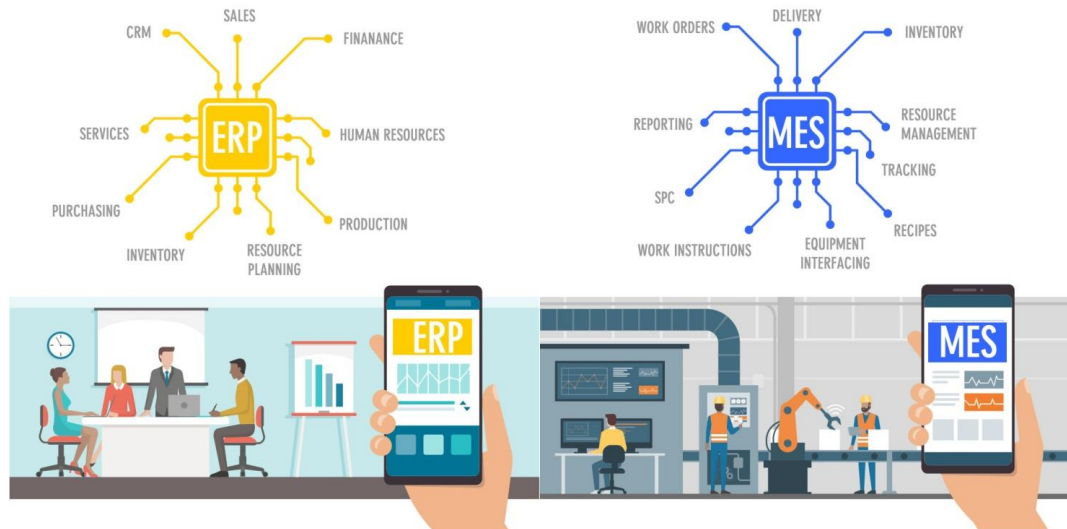 SALES
CRM
FINANANCE
SERVICES
ERP
HUMAN RESOURCES
PURCHASING
PRODUCTION
INVENTORY
RESOURCE
PLANNING
DELIVERY
WORK ORDERS
INVENTORY
REPORTING
MES
RESOURCE
MANAGEMENT
TRACKING
SPC
RECIPES
WORK INSTRUCTIONS
EQUIPMENT
INTERFACING
ERP
MES